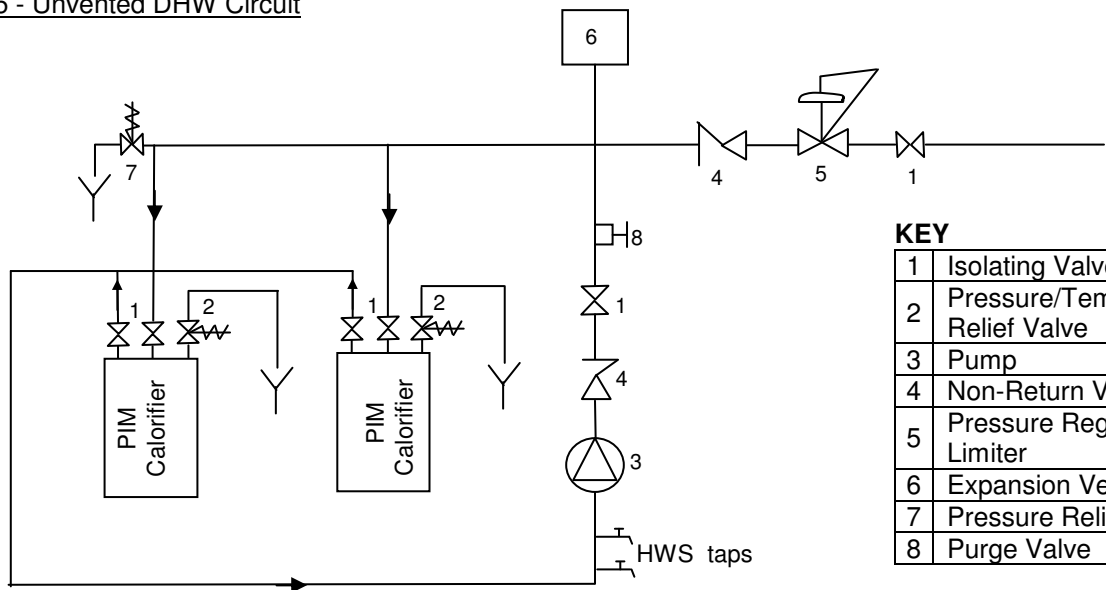 5 - Unvented DHW Circuit
6
7
4
5
1
8
1
2
1
2
1
4
3
PIM
Calorifier
PIM
Calorifier
HWS taps
KEY
1 Isolating Valve
2 Pressure/Tem
Relief Valve
3 Pump
4 Non-Return V
5 Pressure Reg
Limiter
6 Expansion Ve
7 Pressure Reli
8 Purge Valve